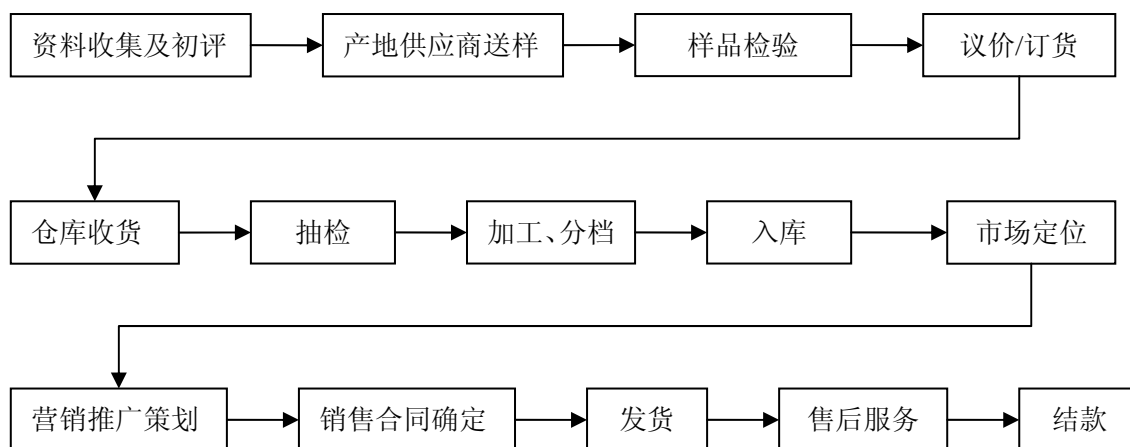 资料收集及初评 产地供应商送样 样品检验 议价/订货
仓库收货 抽检 加工、分档 入库 市场定位
营销推广策划 销售合同确定 发货 售后服务 结款